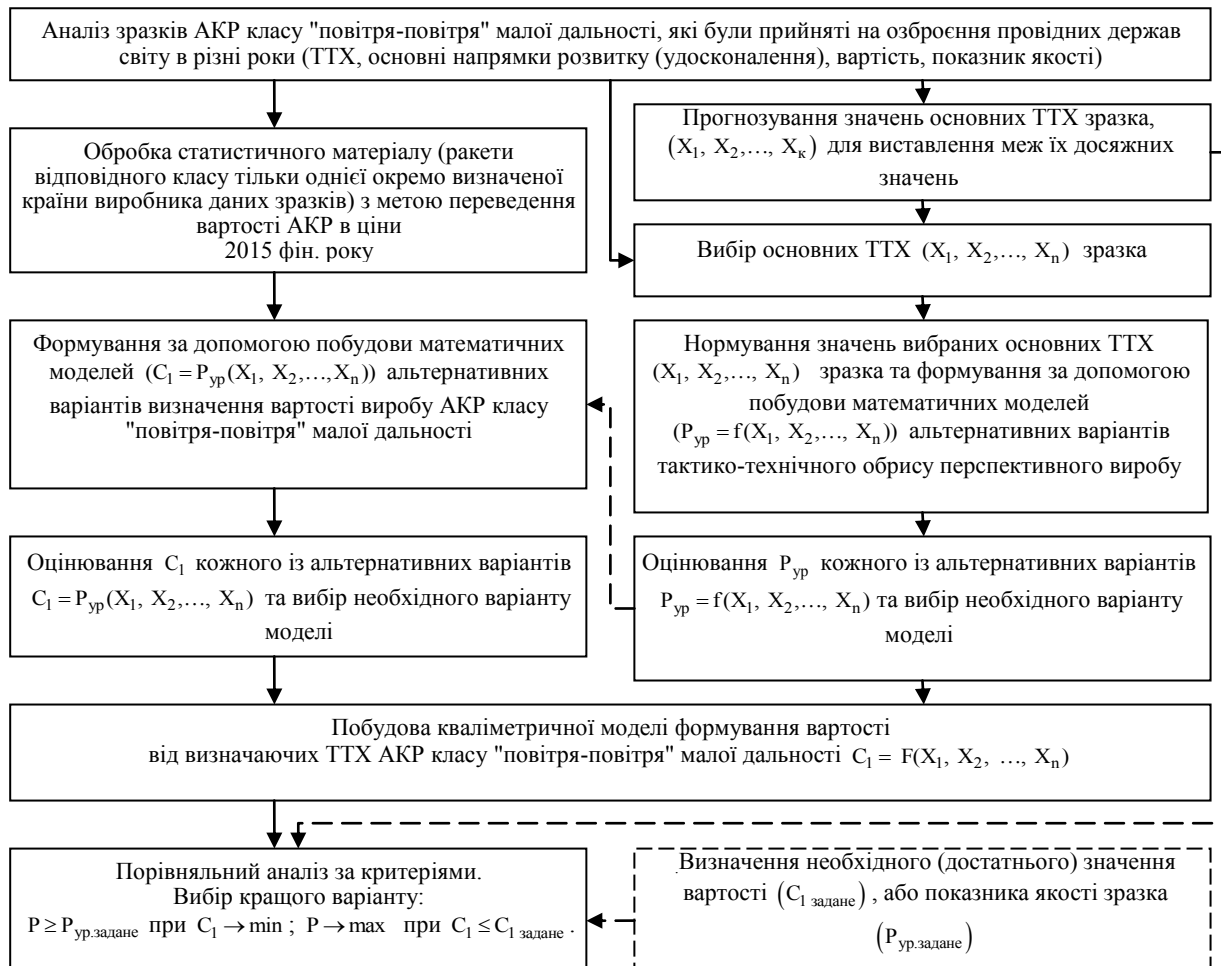 Аналіз зразків АКР класу "повітря-повітря" малої дальності, які були прийняті на озброєння провідних держав
світу в різні роки (ТТХ, основні напрямки розвитку (удосконалення), вартість, показник якості)
Обробка статистичного матеріалу (ракети
відповідного класу тільки однієї окремо визначеної
країни виробника даних зразків) з метою переведення
вартості АКР в ціни
2015 фін. року
Прогнозування значень основних ТТХ зразка,
(X₁, X₂,…, Xк) для виставлення меж їх досяжних
значень
Вибір основних ТТХ (X₁, X₂,…, Xₙ) зразка
Формування за допомогою побудови математичних
моделей (C₁ = Pур(X₁, X₂,…,Xₙ)) альтернативних
варіантів визначення вартості виробу АКР класу
"повітря-повітря" малої дальності
Нормування значень вибраних основних ТТХ
(X₁, X₂,…, Xₙ) зразка та формування за допомогою
побудови математичних моделей
(Pур = f(X₁, X₂,…, Xₙ)) альтернативних варіантів
тактико-технічного обрису перспективного виробу
Оцінювання C₁ кожного із альтернативних варіантів
C₁ = Pур(X₁, X₂,…, Xₙ) та вибір необхідного варіанту
моделі
Оцінювання Pур кожного із альтернативних варіантів
Pур = f(X₁, X₂,…, Xₙ) та вибір необхідного варіанту
моделі
Побудова кваліметричної моделі формування вартості
від визначаючих ТТХ АКР класу "повітря-повітря" малої дальності C₁ = F(X₁, X₂, …, Xₙ)
Порівняльний аналіз за критеріями.
Вибір кращого варіанту:
P ≥ Pур.задане при C₁ → min ; P → max при C₁ ≤ C₁ задане .
Визначення необхідного (достатнього) значення
вартості (C₁ задане) , або показника якості зразка
(Pур.задане)